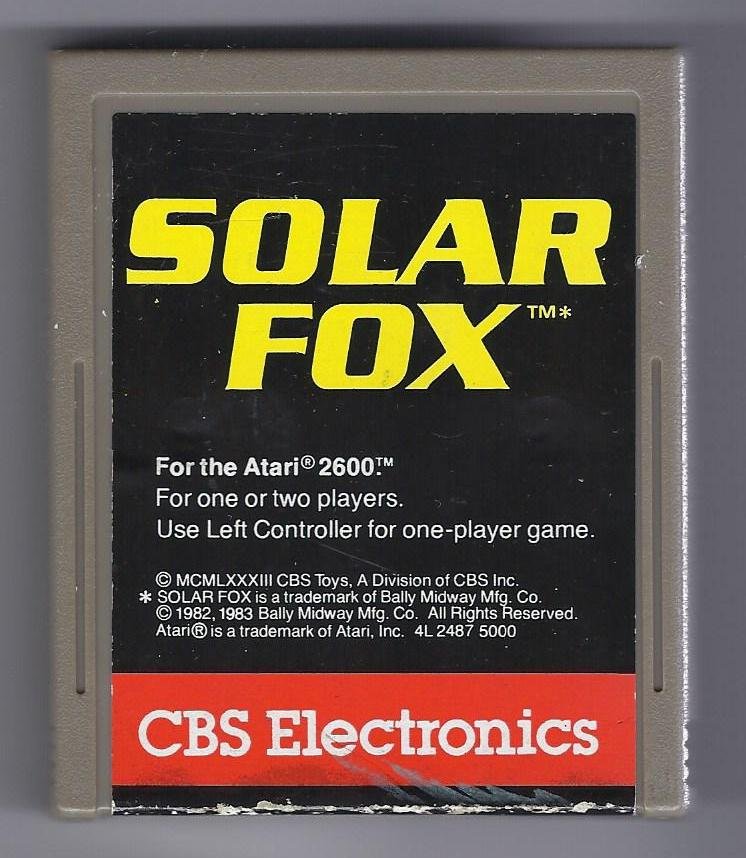 SOLAR
FOX™*
For the Atari® 2600.™
For one or two players.
Use Left Controller for one-player game.
© MCMLXXXIII CBS Toys, A Division of CBS Inc.
* SOLAR FOX is a trademark of Bally Midway Mfg. Co.
© 1982, 1983 Bally Midway Mfg. Co. All Rights Reserved.
Atari® is a trademark of Atari, Inc. 4L 2487 5000
CBS Electronics